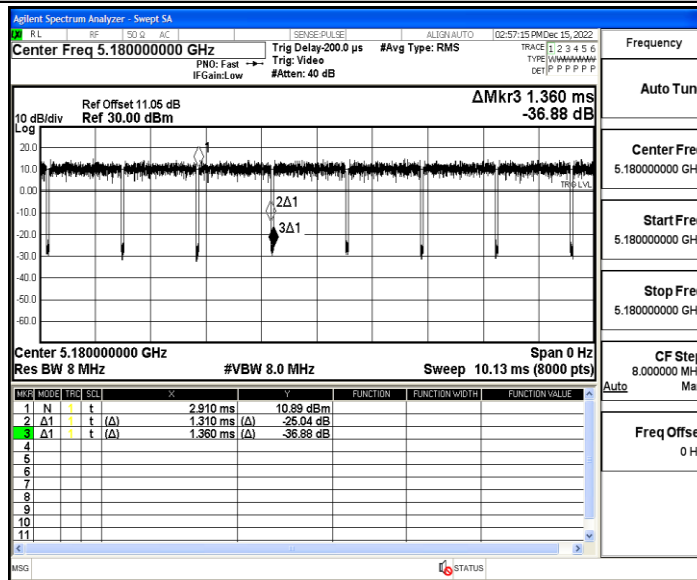 Agilent Spectrum Analyzer - Swept SA
RL RF 50 Ω AC SENSE:PULSE ALIGN AUTO 02:57:15 PM Dec 15, 2022
Center Freq 5.180000000 GHz
PNO: Fast
IFGain:Low
Trig Delay-200.0 µs
Trig: Video
#Atten: 40 dB
#Avg Type: RMS
TRACE 1 2 3 4 5 6
TYPE
DET P P P P P P
Ref Offset 11.05 dB
10 dB/div Ref 30.00 dBm
Log
ΔMkr3 1.360 ms
-36.88 dB
20.0
10.0
0.00
-10.0
-20.0
-30.0
-40.0
-50.0
-60.0
1
TRIG LVL
2Δ1
3Δ1
Center 5.180000000 GHz Span 0 Hz
Res BW 8 MHz #VBW 8.0 MHz Sweep 10.13 ms (8000 pts)
MKR MODE TRC SCL X Y FUNCTION FUNCTION WIDTH FUNCTION VALUE
1 N t 2.910 ms 10.89 dBm
2 Δ1 t (Δ) 1.310 ms (Δ) -25.04 dB
3 Δ1 t (Δ) 1.360 ms (Δ) -36.88 dB
4
5
6
7
8
9
10
11
MSG STATUS
Frequency
Auto Tun
Center Fre
5.180000000 GH
Start Fre
5.180000000 GH
Stop Fre
5.180000000 GH
CF Step
8.000000 MH
Auto Ma
Freq Offse
0 H